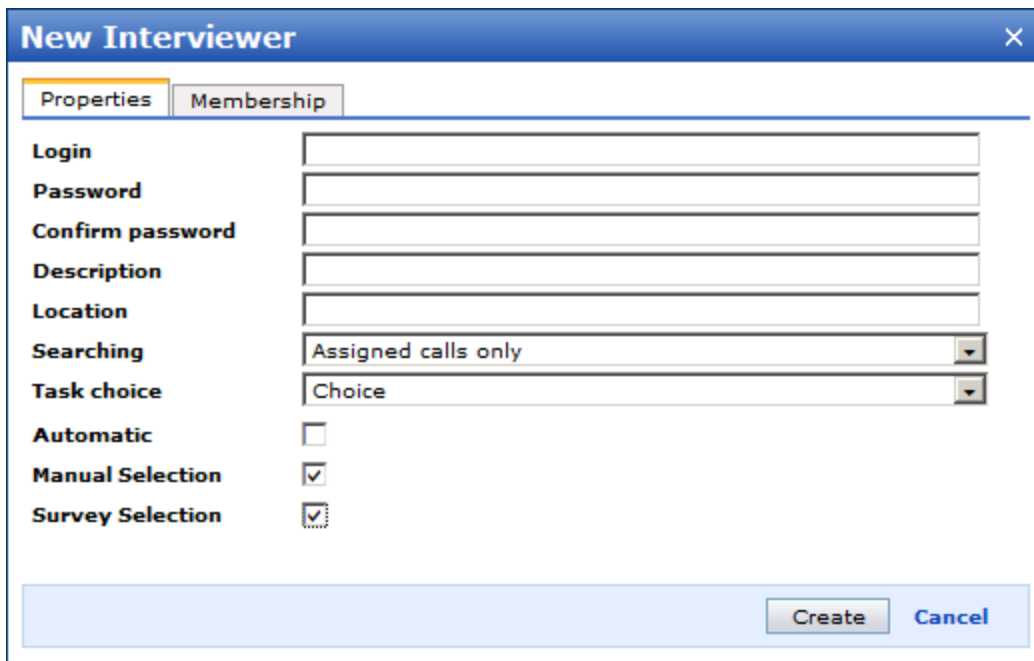 New Interviewer
Properties Membership
Login
Password
Confirm password
Description
Location
Searching Assigned calls only
Task choice Choice
Automatic
Manual Selection
Survey Selection
Create Cancel